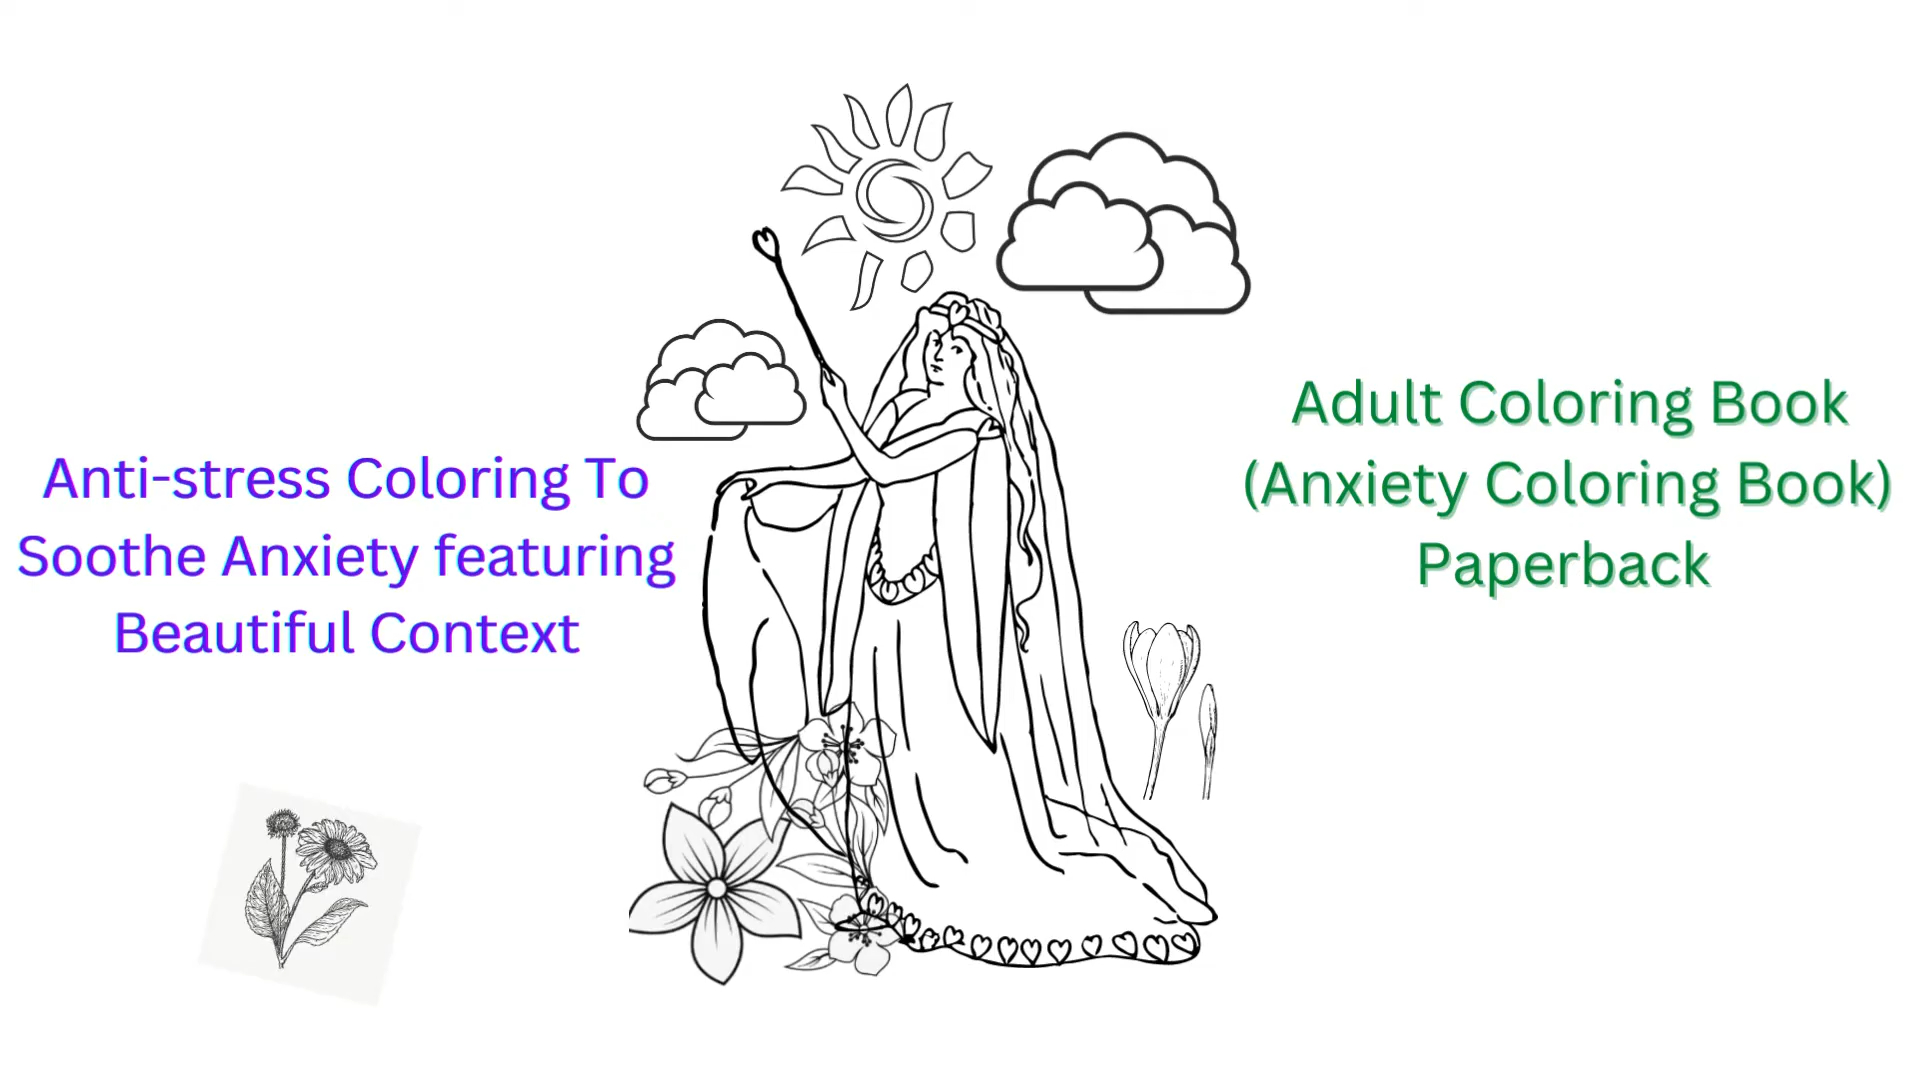 Anti-stress Coloring To
Soothe Anxiety featuring
Beautiful Context
Adult Coloring Book
(Anxiety Coloring Book)
Paperback